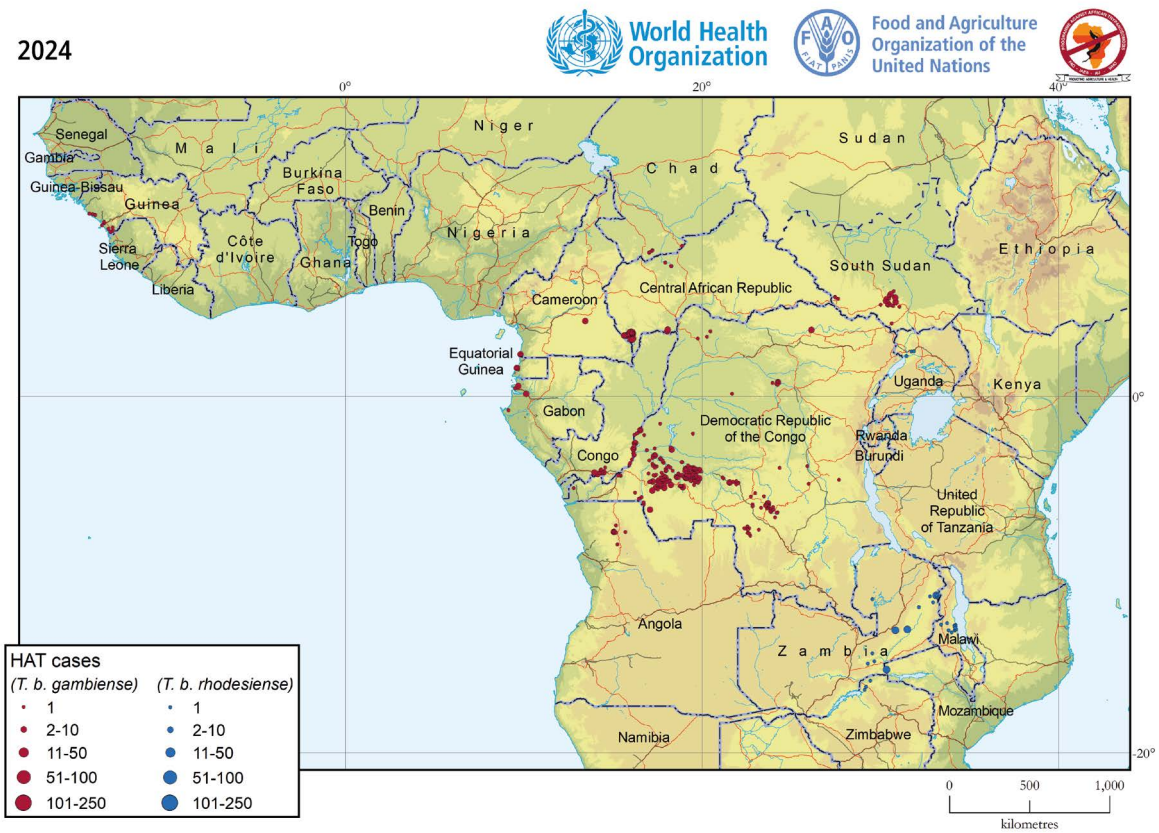 2024
World Health
Organization
F A O
FIAT PANIS
Food and Agriculture
Organization of the
United Nations
0°
20°
40°
Senegal
Gambia
Guinea-Bissau
Guinea
Sierra
Leone
Liberia
Mali
Burkina
Faso
Côte
d'Ivoire
Ghana
Togo
Benin
Niger
Nigeria
Chad
Sudan
South Sudan
Ethiopia
Cameroon
Central African Republic
Equatorial
Guinea
Gabon
Congo
Democratic Republic
of the Congo
Uganda
Kenya
0°
Rwanda
Burundi
United
Republic
of Tanzania
Angola
Zambia
Malawi
Mozambique
Zimbabwe
Namibia
-20°
HAT cases
(T. b. gambiense) (T. b. rhodesiense)
1 1
2-10 2-10
11-50 11-50
51-100 51-100
101-250 101-250
0 500 1,000
kilometres